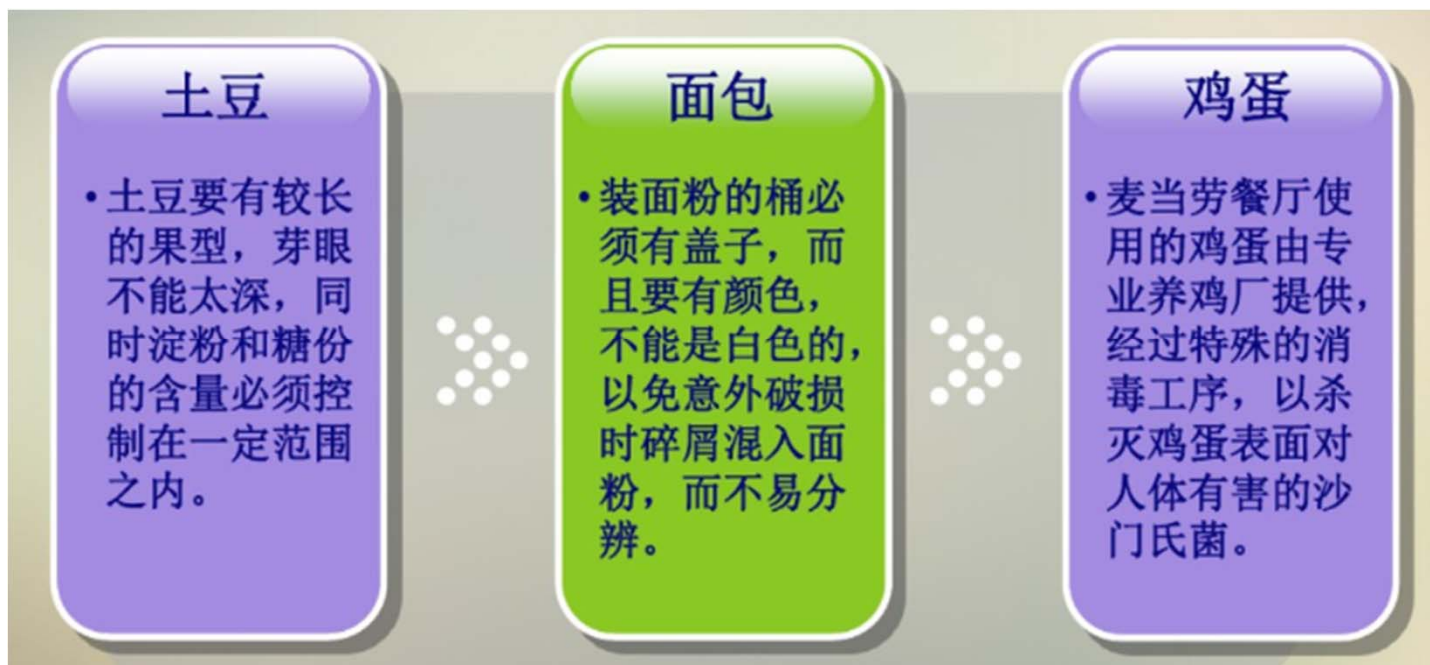 土豆
•土豆要有较长
的果型，芽眼
不能太深，同
时淀粉和糖份
的含量必须控
制在一定范围
之内。
面包
•装面粉的桶必
须有盖子，而
且要有颜色，
不能是白色的，
以免意外破损
时碎屑混入面
粉，而不易分
辨。
鸡蛋
•麦当劳餐厅使
用的鸡蛋由专
业养鸡厂提供，
经过特殊的消
毒工序，以杀
灭鸡蛋表面对
人体有害的沙
门氏菌。